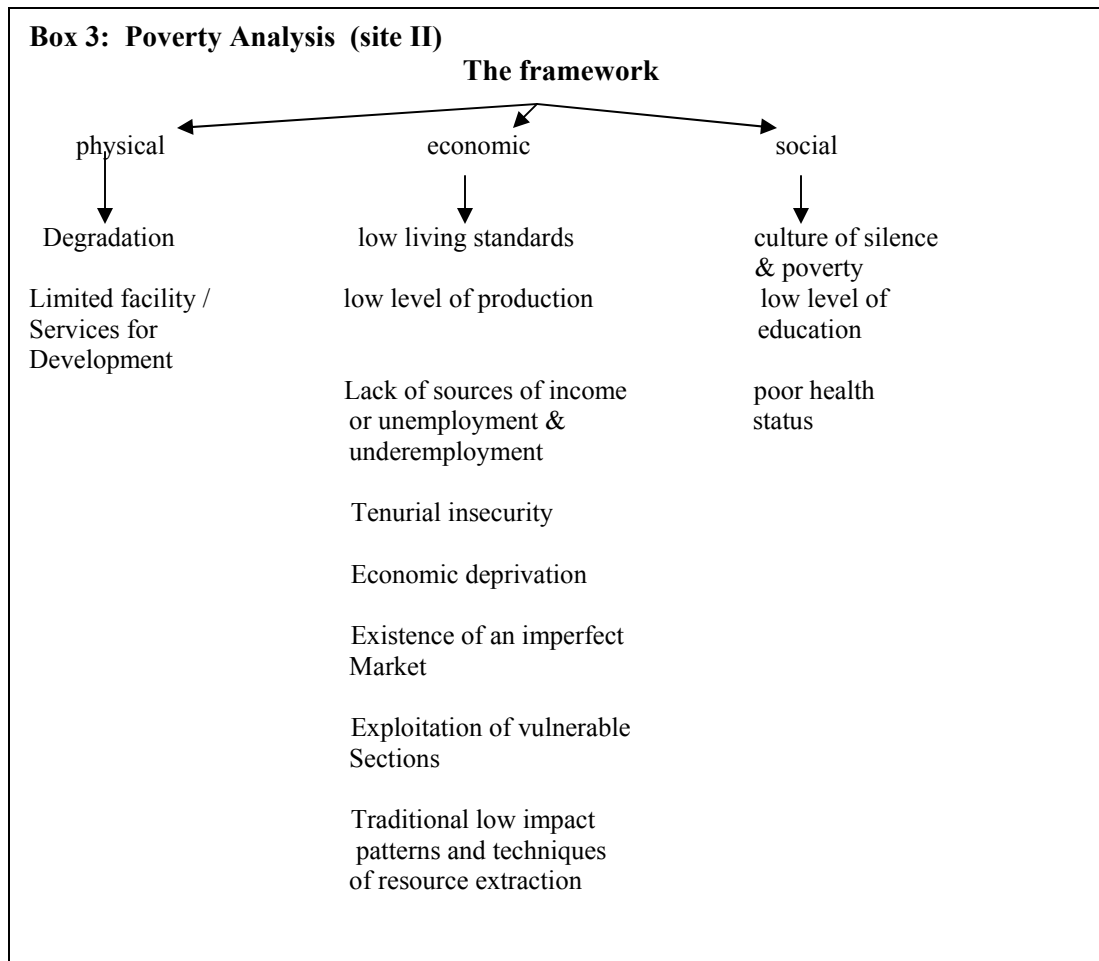 Box 3: Poverty Analysis (site II)
The framework
physical
economic
social
Degradation
Limited facility /
Services for
Development
low living standards
low level of production
Lack of sources of income
or unemployment &
underemployment
Tenurial insecurity
Economic deprivation
Existence of an imperfect
Market
Exploitation of vulnerable
Sections
Traditional low impact
patterns and techniques
of resource extraction
culture of silence
& poverty
low level of
education
poor health
status